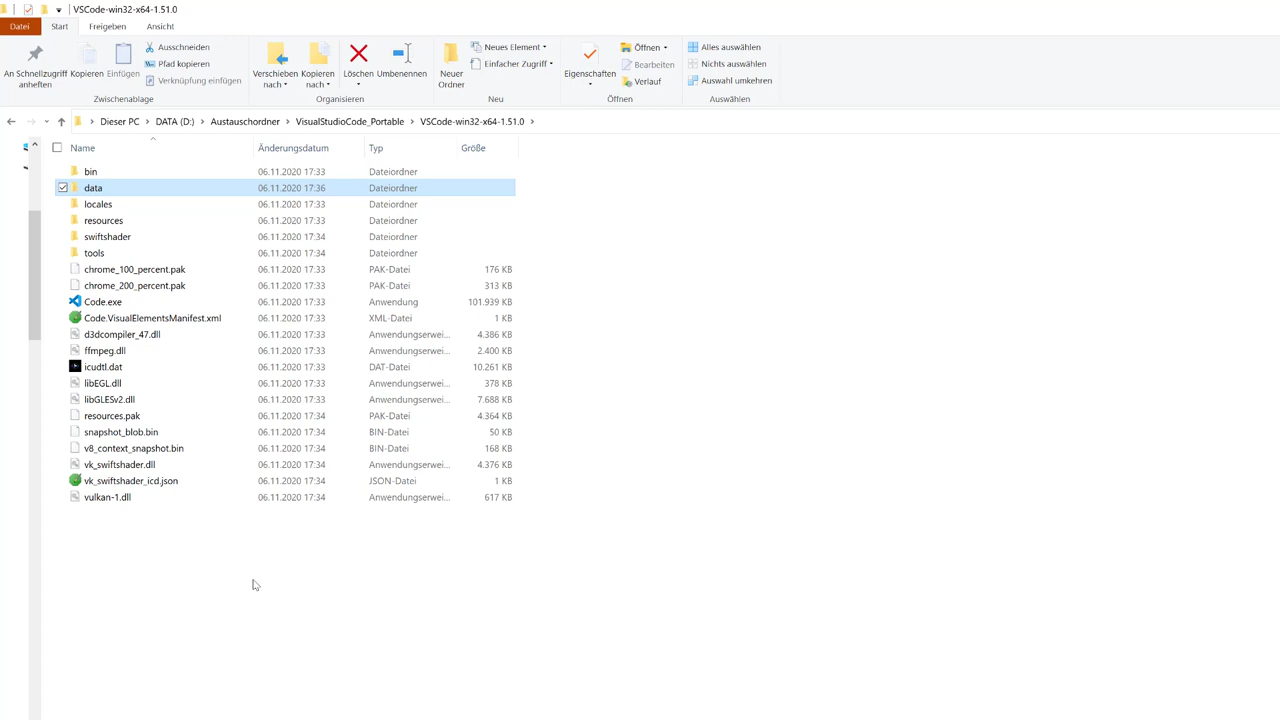 VSCode-win32-x64-1.51.0
Datei Start Freigeben Ansicht
An Schnellzugriff anheften
Kopieren
Einfügen
Ausschneiden
Pfad kopieren
Verknüpfung einfügen
Zwischenablage
Verschieben nach
Kopieren nach
Löschen
Umbenennen
Organisieren
Neuer Ordner
Neues Element
Einfacher Zugriff
Neu
Eigenschaften
Öffnen
Bearbeiten
Verlauf
Öffnen
Alles auswählen
Nichts auswählen
Auswahl umkehren
Auswählen
Dieser PC DATA (D:) Austauschordner VisualStudioCode_Portable VSCode-win32-x64-1.51.0
Name Änderungsdatum Typ Größe
bin 06.11.2020 17:33 Dateiordner
data 06.11.2020 17:36 Dateiordner
locales 06.11.2020 17:33 Dateiordner
resources 06.11.2020 17:33 Dateiordner
swiftshader 06.11.2020 17:34 Dateiordner
tools 06.11.2020 17:34 Dateiordner
chrome_100_percent.pak 06.11.2020 17:33 PAK-Datei 176 KB
chrome_200_percent.pak 06.11.2020 17:33 PAK-Datei 313 KB
Code.exe 06.11.2020 17:33 Anwendung 101.939 KB
Code.VisualElementsManifest.xml 06.11.2020 17:33 XML-Datei 1 KB
d3dcompiler_47.dll 06.11.2020 17:33 Anwendungserwei... 4.386 KB
ffmpeg.dll 06.11.2020 17:33 Anwendungserwei... 2.400 KB
icudtl.dat 06.11.2020 17:33 DAT-Datei 10.261 KB
libEGL.dll 06.11.2020 17:33 Anwendungserwei... 378 KB
libGLESv2.dll 06.11.2020 17:33 Anwendungserwei... 7.688 KB
resources.pak 06.11.2020 17:34 PAK-Datei 4.364 KB
snapshot_blob.bin 06.11.2020 17:34 BIN-Datei 50 KB
v8_context_snapshot.bin 06.11.2020 17:34 BIN-Datei 168 KB
vk_swiftshader.dll 06.11.2020 17:34 Anwendungserwei... 4.376 KB
vk_swiftshader_icd.json 06.11.2020 17:34 JSON-Datei 1 KB
vulkan-1.dll 06.11.2020 17:34 Anwendungserwei... 617 KB